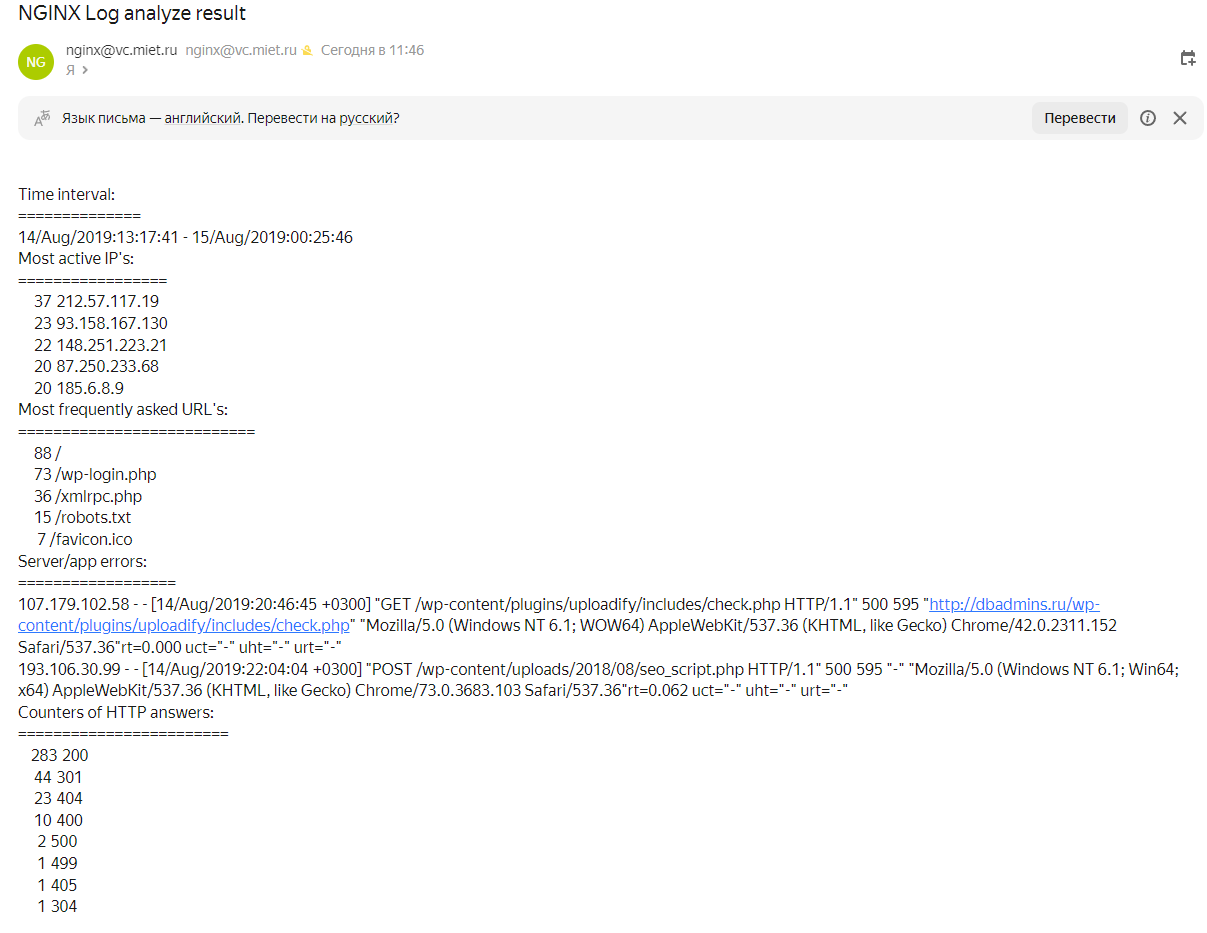 NGINX Log analyze result
NG
nginx@vc.miet.ru nginx@vc.miet.ru Сегодня в 11:46
Я >
Язык письма — английский. Перевести на русский?
Перевести
Time interval:
==============
14/Aug/2019:13:17:41 - 15/Aug/2019:00:25:46
Most active IP's:
=================
37 212.57.117.19
23 93.158.167.130
22 148.251.223.21
20 87.250.233.68
20 185.6.8.9
Most frequently asked URL's:
===========================
88 /
73 /wp-login.php
36 /xmlrpc.php
15 /robots.txt
7 /favicon.ico
Server/app errors:
==================
107.179.102.58 - - [14/Aug/2019:20:46:45 +0300] "GET /wp-content/plugins/uploadify/includes/check.php HTTP/1.1" 500 595 "http://dbadmins.ru/wp-
content/plugins/uploadify/includes/check.php" "Mozilla/5.0 (Windows NT 6.1; WOW64) AppleWebKit/537.36 (KHTML, like Gecko) Chrome/42.0.2311.152
Safari/537.36"rt=0.000 uct="-" uht="-" urt="-"
193.106.30.99 - - [14/Aug/2019:22:04:04 +0300] "POST /wp-content/uploads/2018/08/seo_script.php HTTP/1.1" 500 595 "-" "Mozilla/5.0 (Windows NT 6.1; Win64;
x64) AppleWebKit/537.36 (KHTML, like Gecko) Chrome/73.0.3683.103 Safari/537.36"rt=0.062 uct="-" uht="-" urt="-"
Counters of HTTP answers:
========================
283 200
44 301
23 404
10 400
2 500
1 499
1 405
1 304